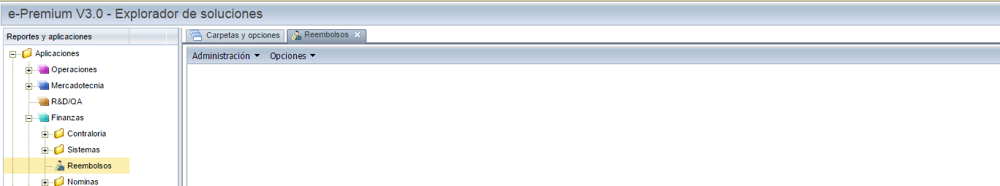 e-Premium V3.0 - Explorador de soluciones
Reportes y aplicaciones
Aplicaciones
Operaciones
Mercadotecnia
R&D/QA
Finanzas
Contraloria
Sistemas
Reembolsos
Nominas
Carpetas y opciones
Reembolsos
Administración
Opciones